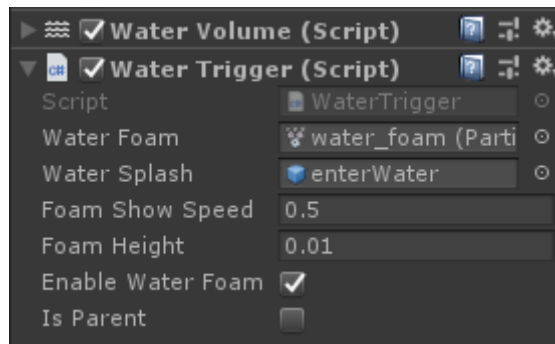 Water Volume (Script)
Water Trigger (Script)
Script WaterTrigger
Water Foam water_foam (Parti
Water Splash enterWater
Foam Show Speed 0.5
Foam Height 0.01
Enable Water Foam
Is Parent